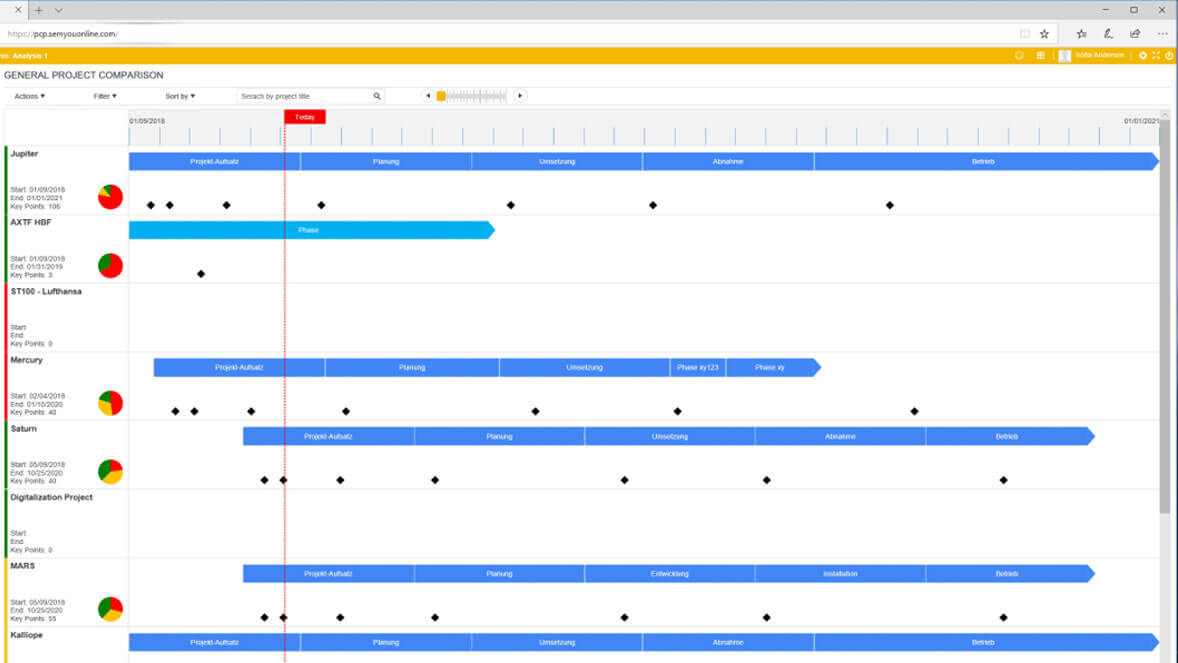 https://pcp.semyouonline.com/
sis: Analysis 1
Sofia Anderson
GENERAL PROJECT COMPARISON
Actions
Filter
Sort by
Serach by project title
01/09/2018
Today
01/01/2021
Jupiter
Projekt-Aufsatz
Planung
Umsetzung
Abnahme
Betrieb
Start: 01/09/2018
End: 01/01/2021
Key Points: 106
AXTF HBF
Phase
Start: 01/09/2018
End: 01/31/2019
Key Points: 3
ST100 - Lufthansa
Start:
End:
Key Points: 0
Mercury
Projekt-Aufsatz
Planung
Umsetzung
Phase xy123
Phase xy
Start: 02/04/2018
End: 01/10/2020
Key Points: 40
Saturn
Projekt-Aufsatz
Planung
Umsetzung
Abnahme
Betrieb
Start: 05/09/2018
End: 10/25/2020
Key Points: 40
Digitalization Project
Start:
End:
Key Points: 0
MARS
Projekt-Aufsatz
Planung
Entwicklung
Installation
Betrieb
Start: 05/09/2018
End: 10/25/2020
Key Points: 55
Kalliope
Projekt-Aufsatz
Planung
Umsetzung
Abnahme
Betrieb